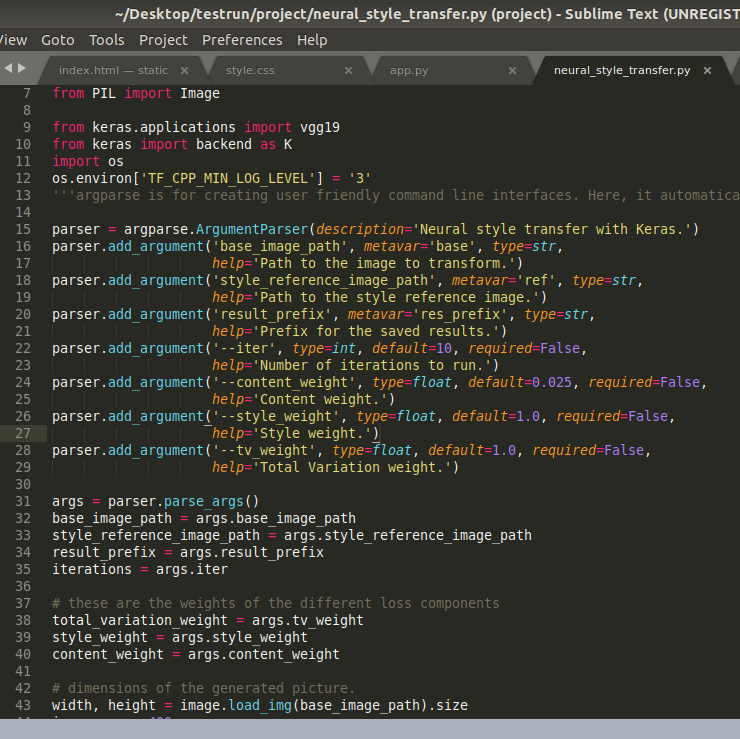 ~/Desktop/testrun/project/neural_style_transfer.py (project) - Sublime Text (UNREGIST
View Goto Tools Project Preferences Help
index.html — static × style.css × app.py × neural_style_transfer.py ×
7 from PIL import Image
8
9 from keras.applications import vgg19
10 from keras import backend as K
11 import os
12 os.environ['TF_CPP_MIN_LOG_LEVEL'] = '3'
13 '''argparse is for creating user friendly command line interfaces. Here, it automatica
14
15 parser = argparse.ArgumentParser(description='Neural style transfer with Keras.')
16 parser.add_argument('base_image_path', metavar='base', type=str,
17                     help='Path to the image to transform.')
18 parser.add_argument('style_reference_image_path', metavar='ref', type=str,
19                     help='Path to the style reference image.')
20 parser.add_argument('result_prefix', metavar='res_prefix', type=str,
21                     help='Prefix for the saved results.')
22 parser.add_argument('--iter', type=int, default=10, required=False,
23                     help='Number of iterations to run.')
24 parser.add_argument('--content_weight', type=float, default=0.025, required=False,
25                     help='Content weight.')
26 parser.add_argument('--style_weight', type=float, default=1.0, required=False,
27                     help='Style weight.')
28 parser.add_argument('--tv_weight', type=float, default=1.0, required=False,
29                     help='Total Variation weight.')
30
31 args = parser.parse_args()
32 base_image_path = args.base_image_path
33 style_reference_image_path = args.style_reference_image_path
34 result_prefix = args.result_prefix
35 iterations = args.iter
36
37 # these are the weights of the different loss components
38 total_variation_weight = args.tv_weight
39 style_weight = args.style_weight
40 content_weight = args.content_weight
41
42 # dimensions of the generated picture.
43 width, height = image.load_img(base_image_path).size